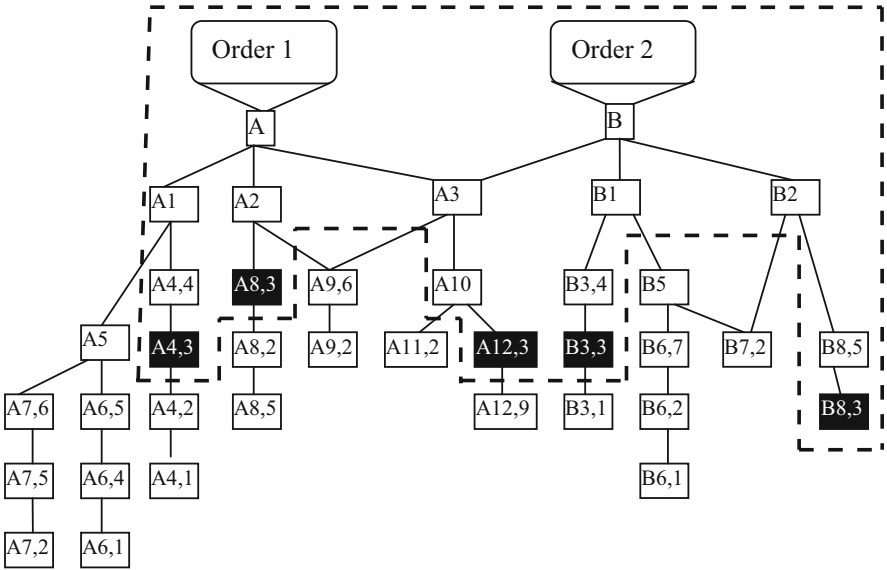 Order 1
Order 2
A
B
A1
A2
A3
B1
B2
A4,4
A8,3
A9,6
A10
B3,4
B5
A5
A4,3
A8,2
A9,2
A11,2
A12,3
B3,3
B6,7
B7,2
B8,5
A7,6
A6,5
A4,2
A8,5
A12,9
B3,1
B6,2
B8,3
A7,5
A6,4
A4,1
B6,1
A7,2
A6,1